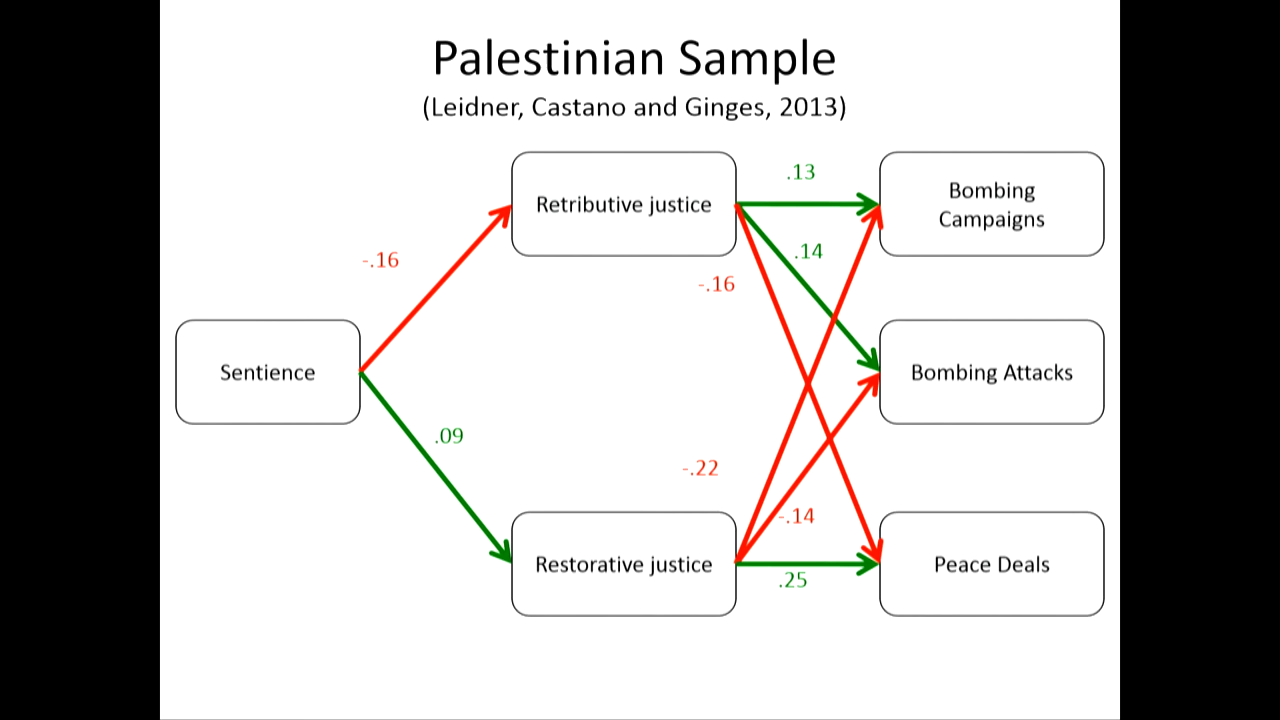 Palestinian Sample
(Leidner, Castano and Ginges, 2013)
.13
Bombing
Campaigns
Retributive justice
.14
-.16
-.16
Sentience
Bombing Attacks
.09
-.22
-.14
Restorative justice
Peace Deals
.25